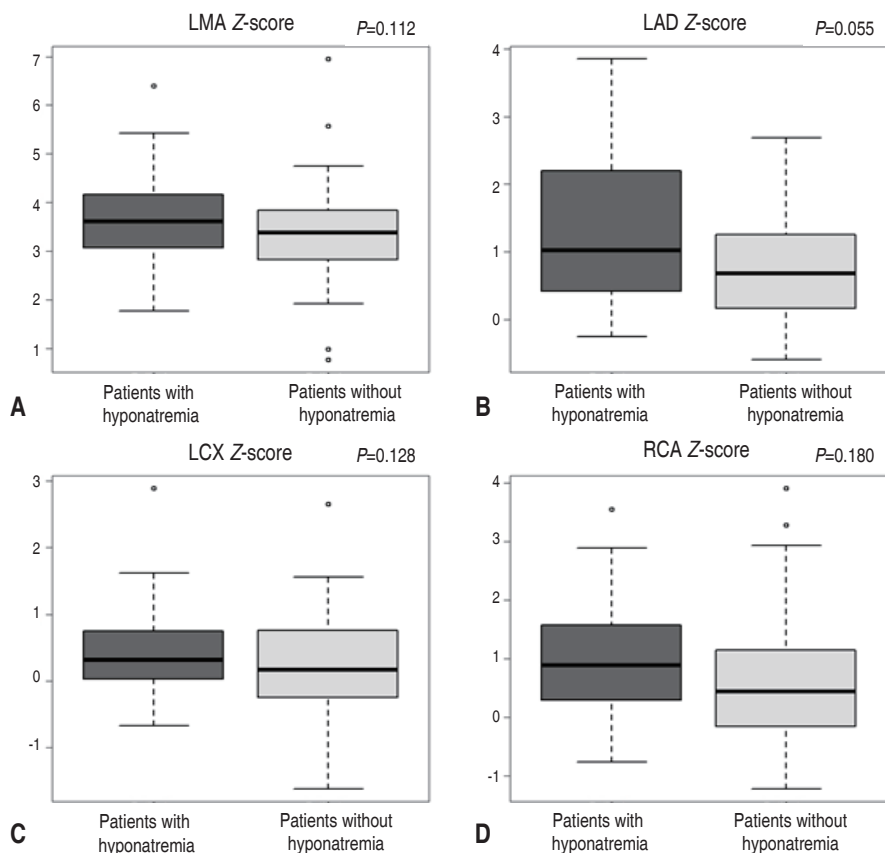 LMA Z-score
P=0.112
7
6
5
4
3
2
1
Patients with
hyponatremia
Patients without
hyponatremia
A
LAD Z-score
P=0.055
4
3
2
1
0
Patients with
hyponatremia
Patients without
hyponatremia
B
LCX Z-score
P=0.128
3
2
1
0
-1
Patients with
hyponatremia
Patients without
hyponatremia
C
RCA Z-score
P=0.180
4
3
2
1
0
-1
Patients with
hyponatremia
Patients without
hyponatremia
D